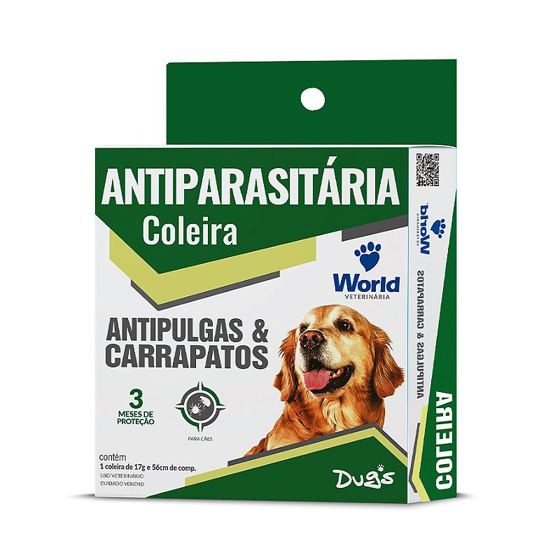 ANTIPARASITÁRIA
Coleira
World
VETERINÁRIA
ANTIPULGAS &
CARRAPATOS
3
MESES DE
PROTEÇÃO
PARA CÃES
contém
1 coleira de 17g e 56cm de comp.
USO VETERINÁRIO
CUIDADO VENENO
Dug's
World
VETERINÁRIA
ANTIPULGAS & CARRAPATOS
COLEIRA